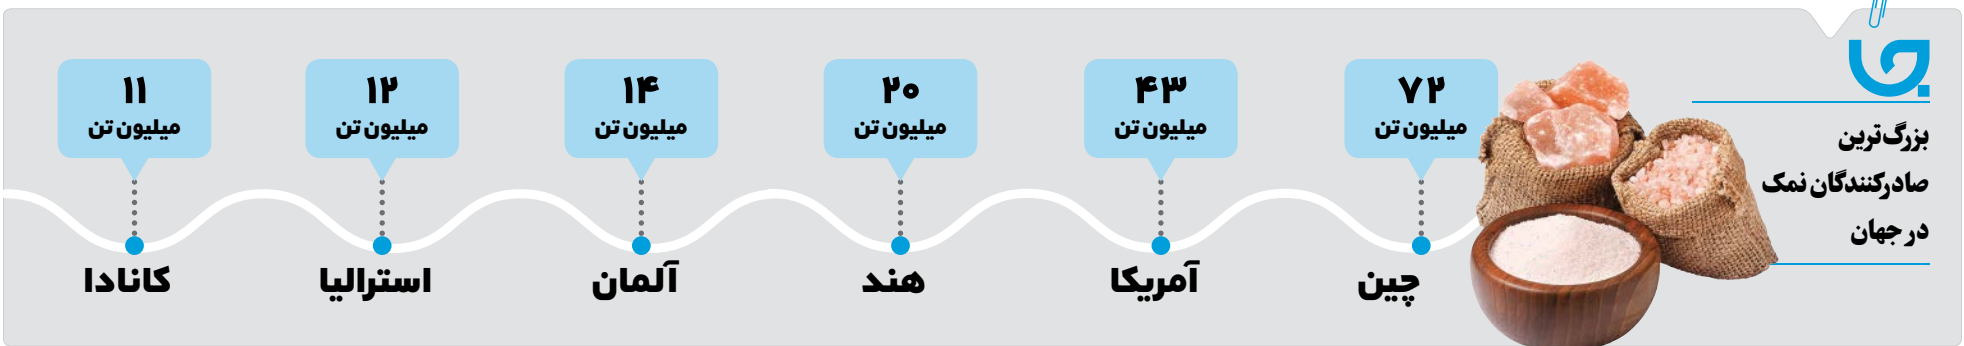 بزرگ‌ترین
صادرکنندگان نمک
در جهان
۷۲
میلیون تن
چین
۴۳
میلیون تن
آمریکا
۲۰
میلیون تن
هند
۱۴
میلیون تن
آلمان
۱۲
میلیون تن
استرالیا
۱۱
میلیون تن
کانادا